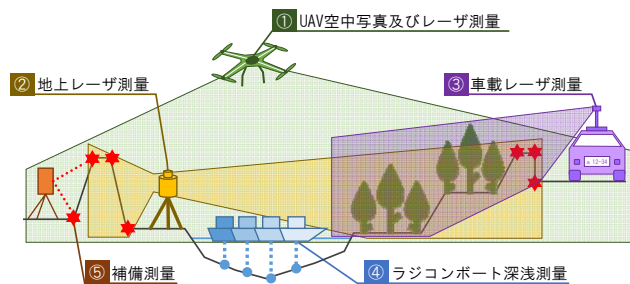 ① UAV空中写真及びレーザ測量
② 地上レーザ測量
③ 車載レーザ測量
12-34
④ ラジコンボート深浅測量
⑤ 補備測量